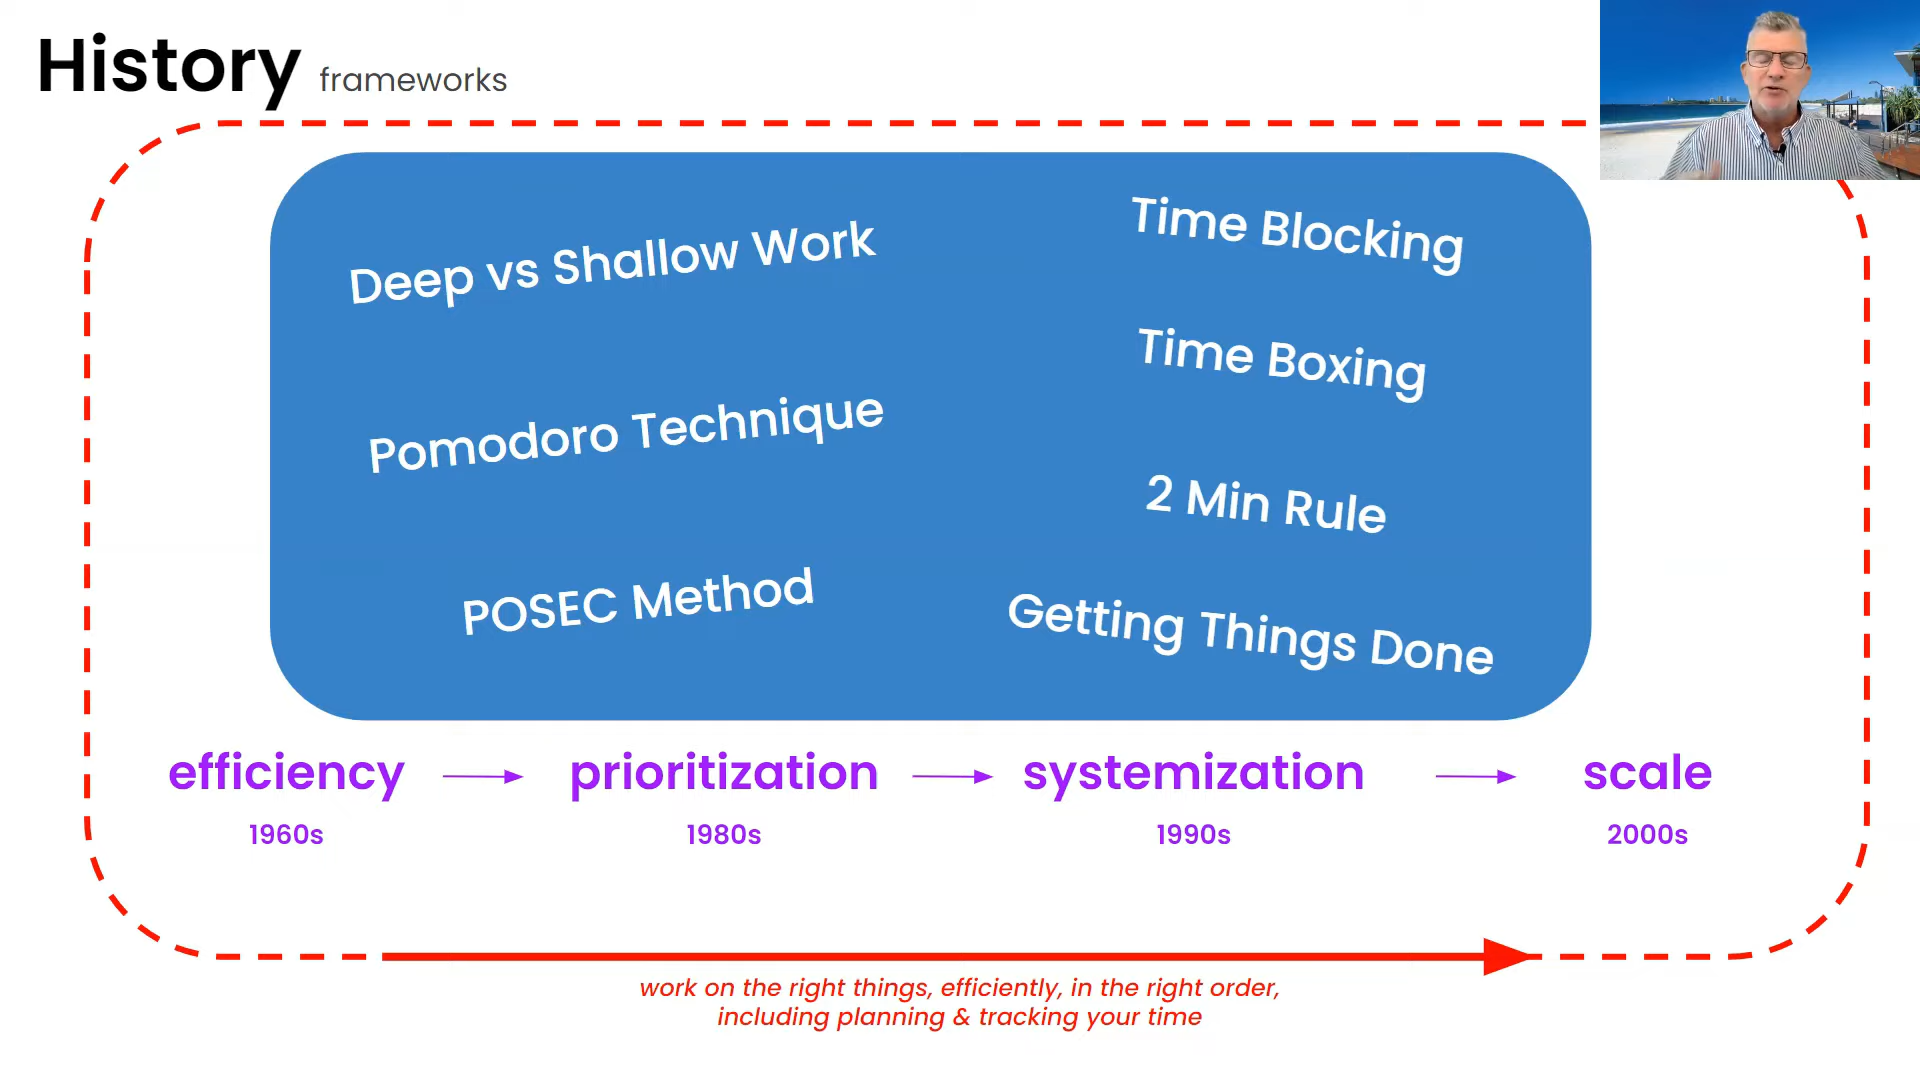 History frameworks
Deep vs Shallow Work
Pomodoro Technique
POSEC Method
Time Blocking
Time Boxing
2 Min Rule
Getting Things Done
efficiency
prioritization
systemization
scale
1960s
1980s
1990s
2000s
work on the right things, efficiently, in the right order,
including planning & tracking your time